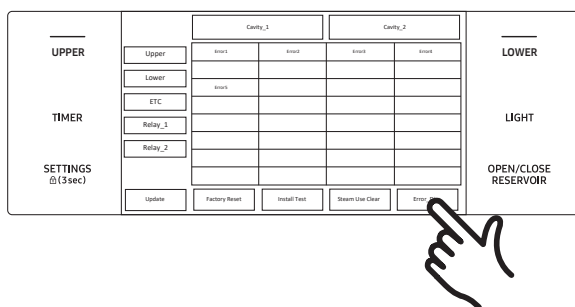 Cavity_1 Cavity_2
UPPER
TIMER
SETTINGS
(3sec)
Upper
Lower
ETC
Relay_1
Relay_2
Error1 Error2 Error3 Error4
Error5
Update Factory Reset Install Test Steam Use Clear Error
LOWER
LIGHT
OPEN/CLOSE
RESERVOIR